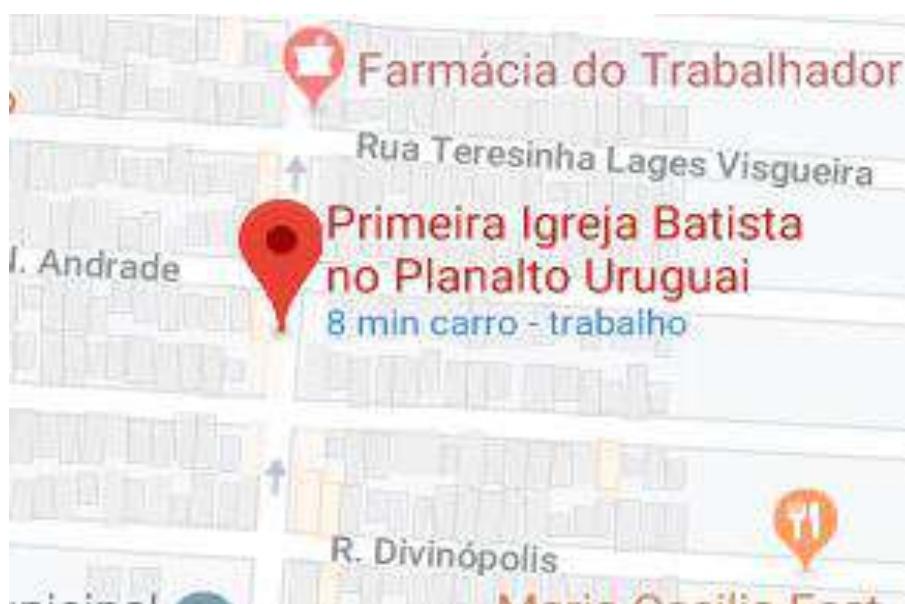 Farmácia do Trabalhador
Rua Teresinha Lages Visgueira
Primeira Igreja Batista
no Planalto Uruguai
8 min carro - trabalho
J. Andrade
R. Divinópolis